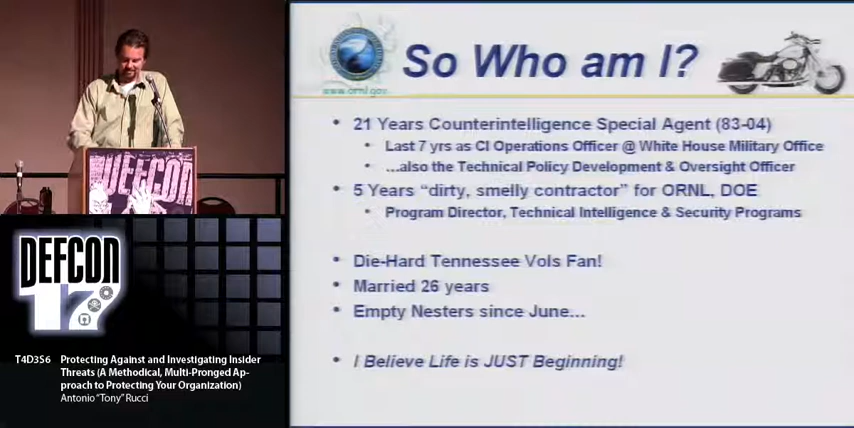 DEFCON
DEFCON
17
T4D3S6
Protecting Against and Investigating Insider
Threats (A Methodical, Multi-Pronged Ap-
proach to Protecting Your Organization)
Antonio "Tony" Rucci
www.ornl.gov
So Who am I?
• 21 Years Counterintelligence Special Agent (83-04)
• Last 7 yrs as CI Operations Officer @ White House Military Office
• ...also the Technical Policy Development & Oversight Officer
• 5 Years “dirty, smelly contractor” for ORNL, DOE
• Program Director, Technical Intelligence & Security Programs
• Die-Hard Tennessee Vols Fan!
• Married 26 years
• Empty Nesters since June...
• I Believe Life is JUST Beginning!